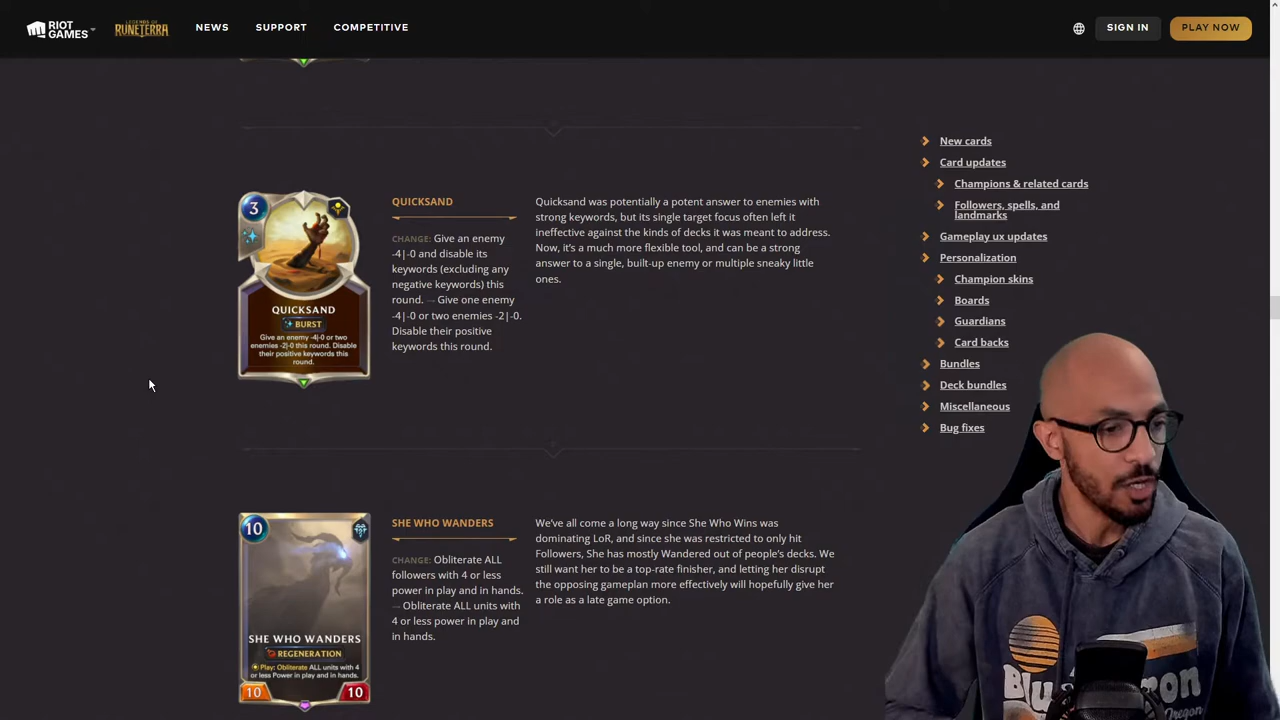 RIOT
GAMES
LEGENDS OF
RUNETERRA
NEWS
SUPPORT
COMPETITIVE
SIGN IN
PLAY NOW
3
QUICKSAND
BURST
Give an enemy -4|-0 or two
enemies -2|-0 this round. Disable
their positive keywords this
round.
QUICKSAND
CHANGE: Give an enemy
-4|-0 and disable its
keywords (excluding any
negative keywords) this
round. → Give one enemy
-4|-0 or two enemies -2|-0.
Disable their positive
keywords this round.
Quicksand was potentially a potent answer to enemies with
strong keywords, but its single target focus often left it
ineffective against the kinds of decks it was meant to address.
Now, it's a much more flexible tool, and can be a strong
answer to a single, built-up enemy or multiple sneaky little
ones.
10
SHE WHO WANDERS
REGENERATION
Play: Obliterate ALL units with 4
or less Power in play and in hands.
10
10
SHE WHO WANDERS
CHANGE: Obliterate ALL
followers with 4 or less
power in play and in hands.
→ Obliterate ALL units with
4 or less power in play and
in hands.
We've all come a long way since She Who Wins was
dominating LoR, and since she was restricted to only hit
Followers, She has mostly Wandered out of people's decks. We
still want her to be a top-rate finisher, and letting her disrupt
the opposing gameplan more effectively will hopefully give her
a role as a late game option.
New cards
Card updates
Champions & related cards
Followers, spells, and
landmarks
Gameplay ux updates
Personalization
Champion skins
Boards
Guardians
Card backs
Bundles
Deck bundles
Miscellaneous
Bug fixes
Oregon